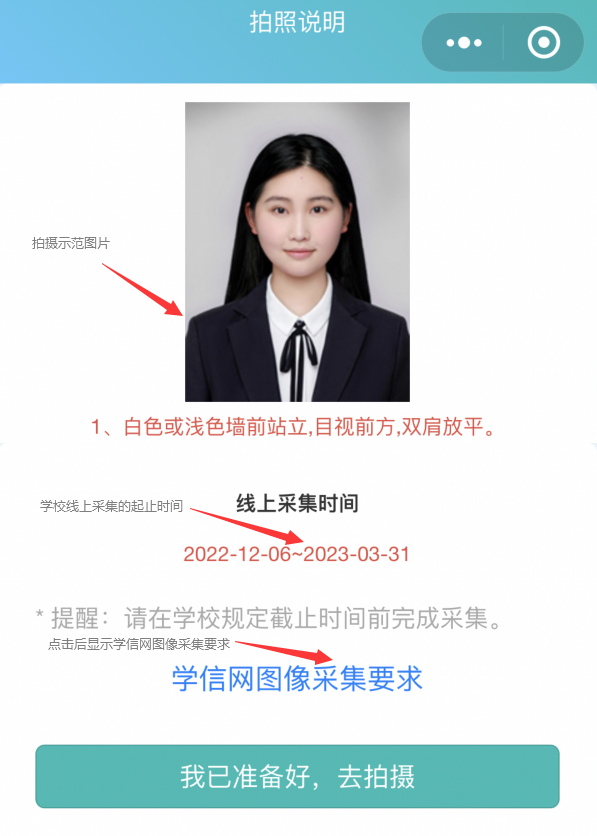 拍照说明
拍摄示范图片
1、白色或浅色墙前站立,目视前方,双肩放平。
学校线上采集的起止时间
线上采集时间
2022-12-06~2023-03-31
* 提醒：请在学校规定截止时间前完成采集。
点击后显示学信网图像采集要求
学信网图像采集要求
我已准备好，去拍摄